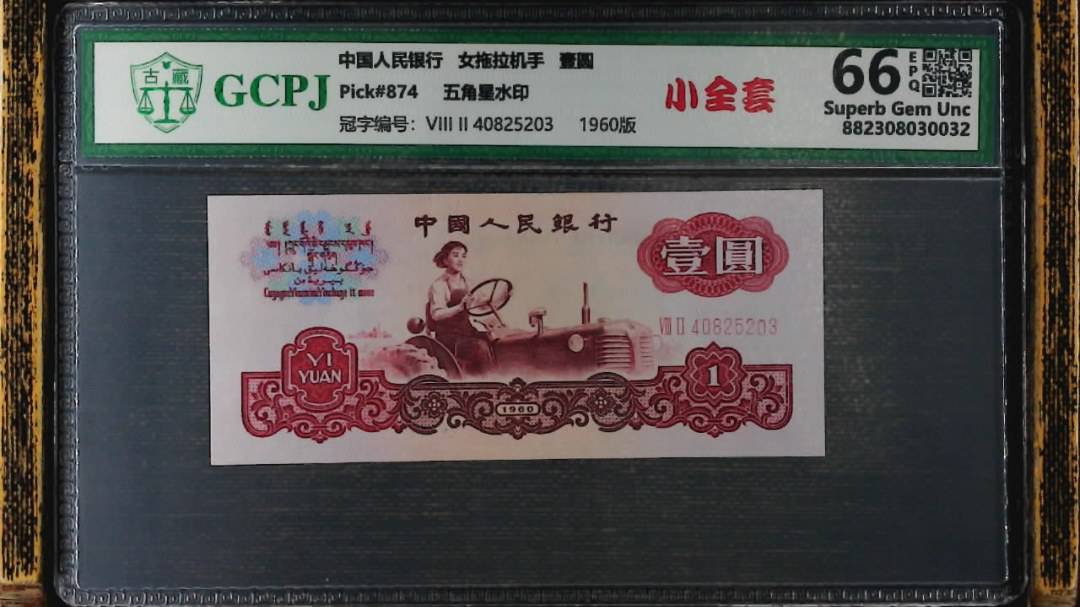 古藏
GCPJ
中国人民银行 女拖拉机手 壹圆
Pick#874 五角星水印
冠字编号：VIII II 40825203 1960版
小全套
66
EPQ
Superb Gem Unc
882308030032
中國人民銀行
壹圓
VIII II 40825203
YI
YUAN
1960
1